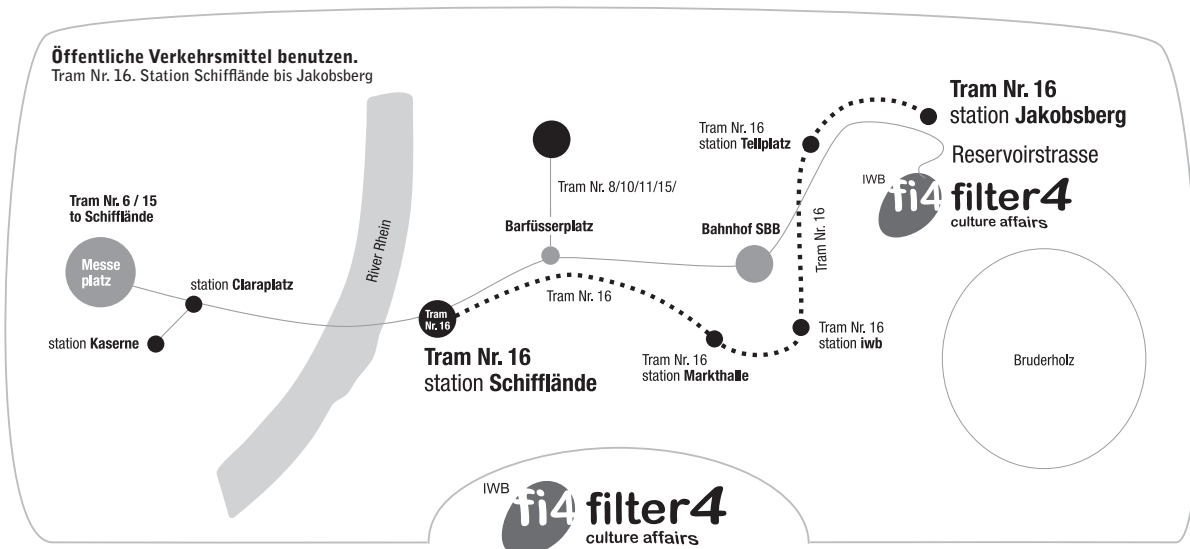 Öffentliche Verkehrsmittel benutzen.
Tram Nr. 16. Station Schifflände bis Jakobsberg
Tram Nr. 6 / 15
to Schifflände
Messe
platz
station Claraplatz
station Kaserne
River Rhein
Tram
Nr. 16
Tram Nr. 16
station Schifflände
Tram Nr. 8/10/11/15/
Barfüsserplatz
Tram Nr. 16
Bahnhof SBB
Tram Nr. 16
station Markthalle
Tram Nr. 16
station iwb
Tram Nr. 16
Tram Nr. 16
station Tellplatz
Tram Nr. 16
station Jakobsberg
Reservoirstrasse
IWB
fi4 filter4
culture affairs
Bruderholz
IWB
fi4 filter4
culture affairs